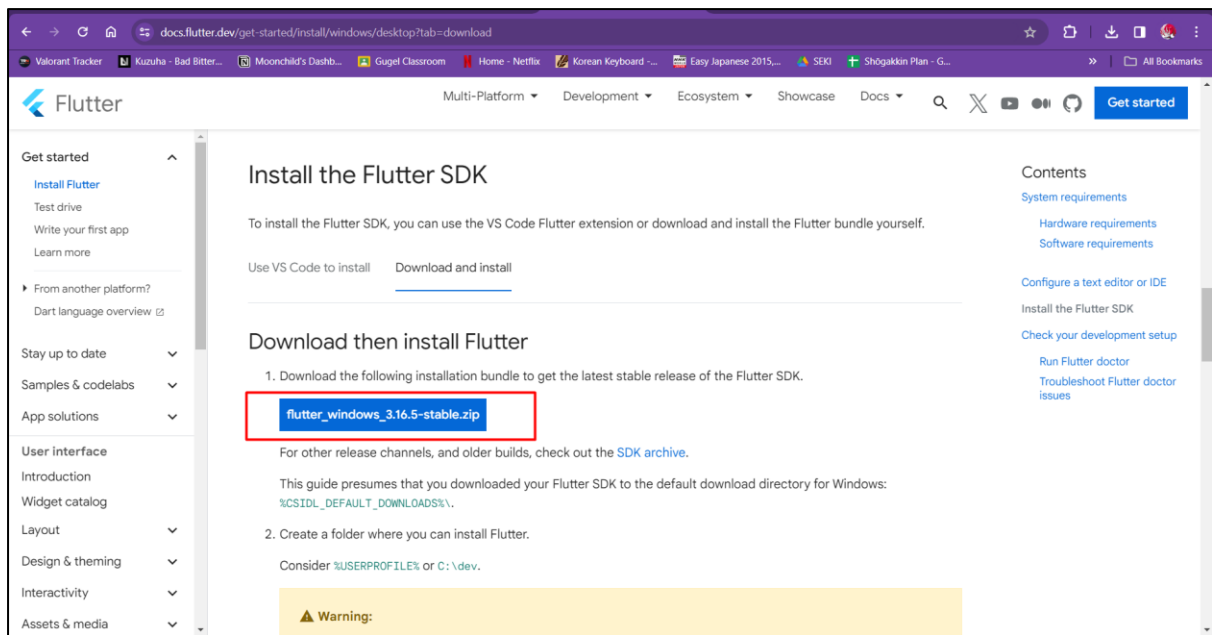 docs.flutter.dev/get-started/install/windows/desktop?tab=download
Valorant Tracker
Kuzuha - Bad Bitter...
Moonchild's Dashb...
Gugel Classroom
Home - Netflix
Korean Keyboard -...
Easy Japanese 2015,...
SEKI
Shōgakkin Plan - G...
»
All Bookmarks
Flutter
Multi-Platform
Development
Ecosystem
Showcase
Docs
Get started
Get started
Install Flutter
Test drive
Write your first app
Learn more
From another platform?
Dart language overview
Stay up to date
Samples & codelabs
App solutions
User interface
Introduction
Widget catalog
Layout
Design & theming
Interactivity
Assets & media
Install the Flutter SDK
To install the Flutter SDK, you can use the VS Code Flutter extension or download and install the Flutter bundle yourself.
Use VS Code to install
Download and install
Download then install Flutter
1. Download the following installation bundle to get the latest stable release of the Flutter SDK.
flutter_windows_3.16.5-stable.zip
For other release channels, and older builds, check out the SDK archive.
This guide presumes that you downloaded your Flutter SDK to the default download directory for Windows:
%CSIDL_DEFAULT_DOWNLOADS%\.
2. Create a folder where you can install Flutter.
Consider %USERPROFILE% or C:\dev.
Warning:
Contents
System requirements
Hardware requirements
Software requirements
Configure a text editor or IDE
Install the Flutter SDK
Check your development setup
Run Flutter doctor
Troubleshoot Flutter doctor
issues